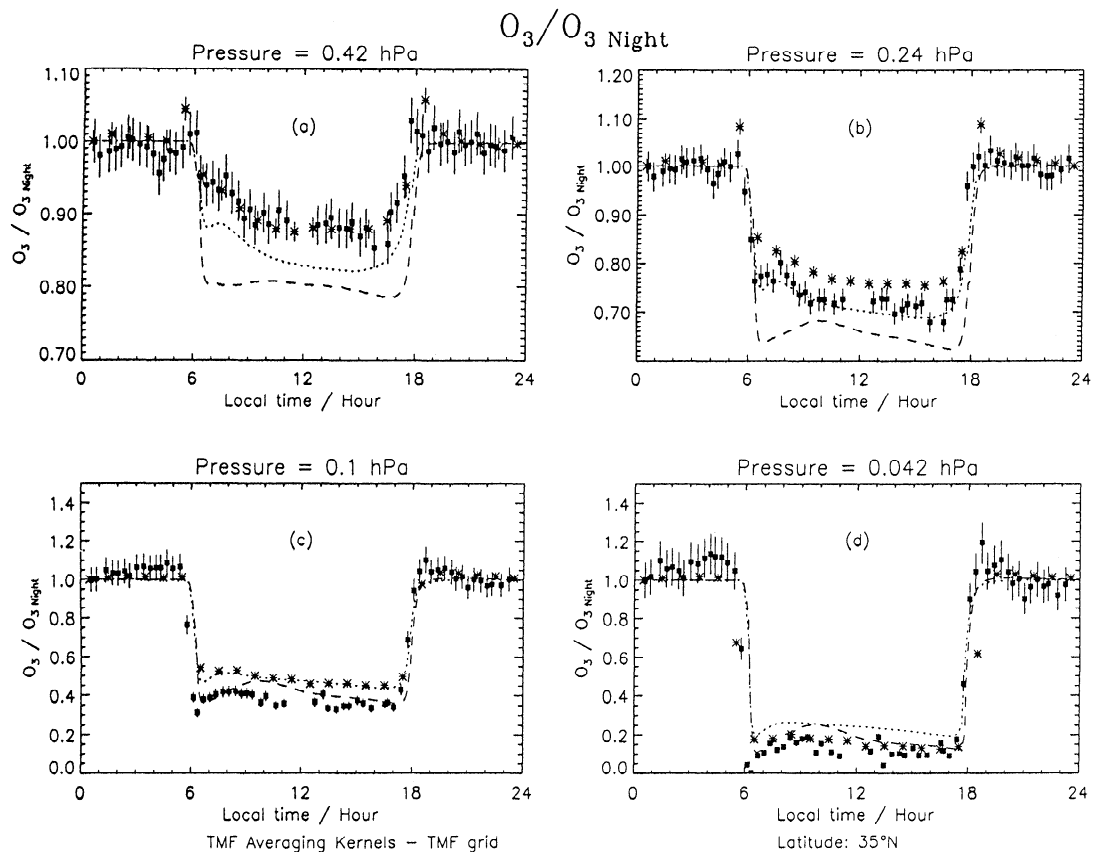 O3/O3 Night
Pressure = 0.42 hPa
O3 / O3 Night
1.10
1.00
0.90
0.80
0.70
(a)
0 6 12 18 24
Local time / Hour
Pressure = 0.24 hPa
O3 / O3 Night
1.20
1.10
1.00
0.90
0.80
0.70
(b)
0 6 12 18 24
Local time / Hour
Pressure = 0.1 hPa
O3 / O3 Night
1.4
1.2
1.0
0.8
0.6
0.4
0.2
0.0
(c)
0 6 12 18 24
Local time / Hour
Pressure = 0.042 hPa
O3 / O3 Night
1.4
1.2
1.0
0.8
0.6
0.4
0.2
0.0
(d)
0 6 12 18 24
Local time / Hour
TMF Averaging Kernels – TMF grid
Latitude: 35°N